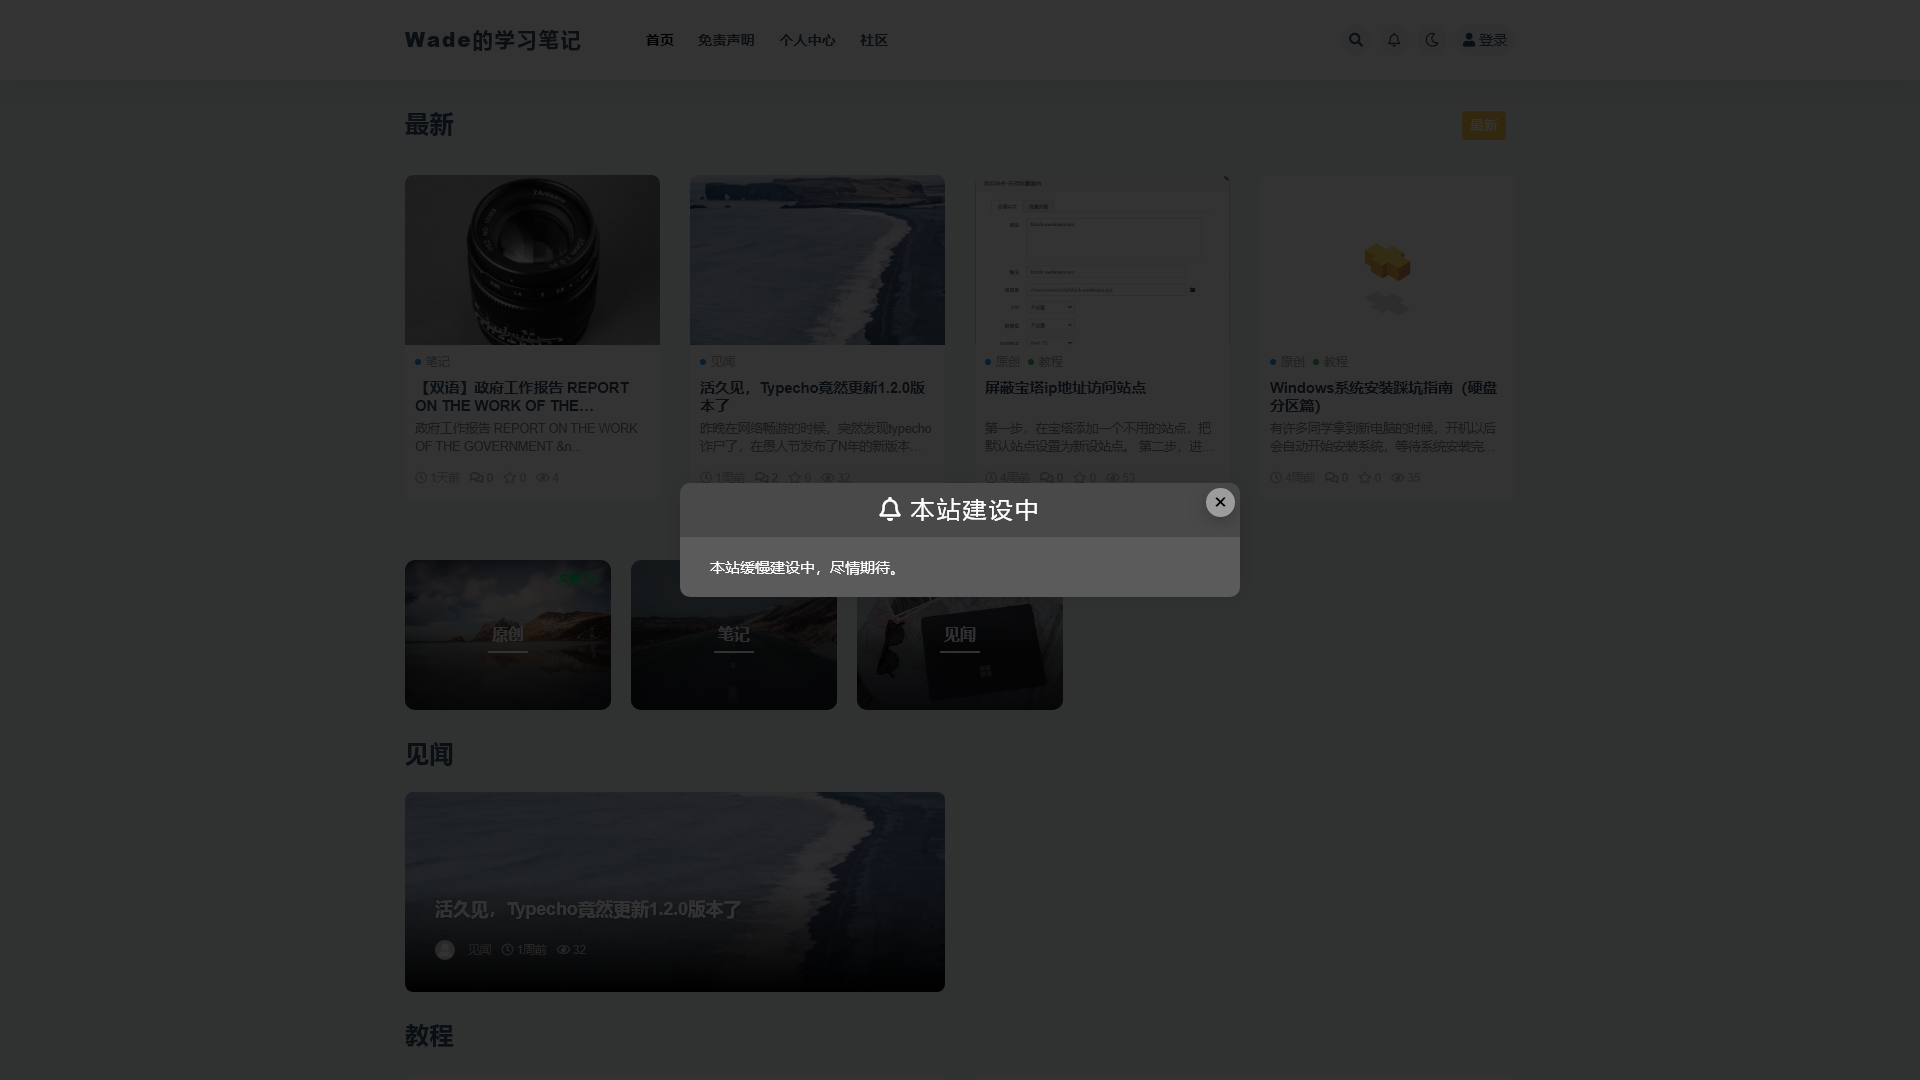 Wade的学习笔记
首页 免责声明 个人中心 社区
登录
最新
最新
笔记
【双语】政府工作报告 REPORT
ON THE WORK OF THE…
政府工作报告 REPORT ON THE WORK
OF THE GOVERNMENT &n...
1天前 0 0 4
见闻
活久见，Typecho竟然更新1.2.0版
本了
昨晚在网络畅游的时候，突然发现typecho
诈尸了，在愚人节发布了N年的新版本…
1周前 2 0 32
原创 教程
屏蔽宝塔ip地址访问站点
第一步，在宝塔添加一个不用的站点，把
默认站点设置为新设站点。 第二步，进…
4周前 0 0 53
原创 教程
Windows系统安装踩坑指南（硬盘
分区篇）
有许多同学拿到新电脑的时候，开机以后
会自动开始安装系统，等待系统安装完…
4周前 0 0 35
本站建设中
本站缓慢建设中，尽情期待。
原创
笔记
见闻
见闻
活久见，Typecho竟然更新1.2.0版本了
见闻 1周前 32
教程